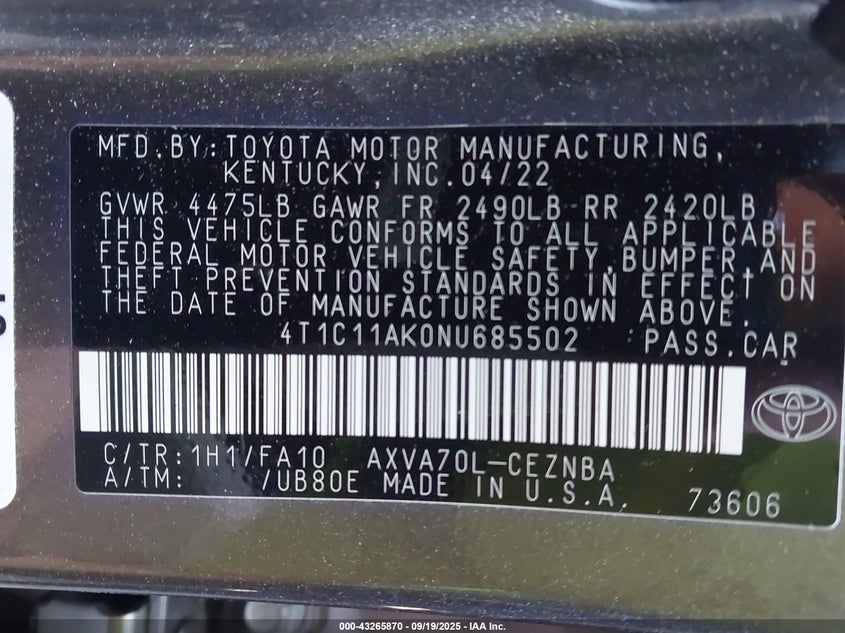 MFD.BY:TOYOTA MOTOR MANUFACTURING,
KENTUCKY,INC.04/22
GVWR 4475LB GAWR FR 2490LB RR 2420LB
THIS VEHICLE CONFORMS TO ALL APPLICABLE
FEDERAL MOTOR VEHICLE SAFETY,BUMPER,AND
THEFT PREVENTION STANDARDS IN EFFECT ON
THE DATE OF MANUFACTURE SHOWN ABOVE.
4T1C11AK0NU685502 PASS.CAR
C/TR:1H1/FA10 AXVA70L-CEZNBA
A/TM: /UB80E MADE IN U.S.A. 73606
000-43265870 - 09/19/2025 - IAA Inc.